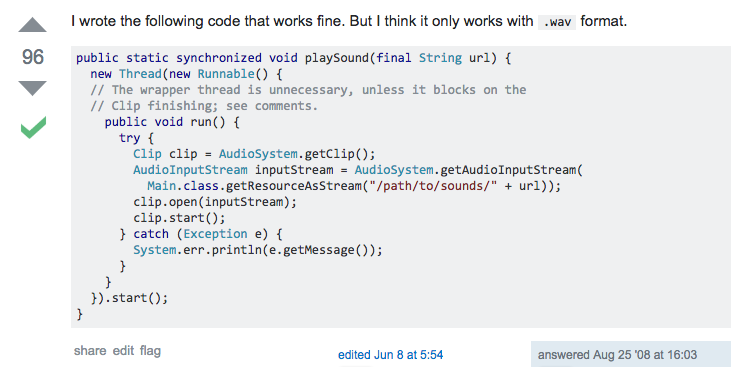 I wrote the following code that works fine. But I think it only works with .wav format.
96
public static synchronized void playSound(final String url) {
  new Thread(new Runnable() {
  // The wrapper thread is unnecessary, unless it blocks on the
  // Clip finishing; see comments.
    public void run() {
      try {
        Clip clip = AudioSystem.getClip();
        AudioInputStream inputStream = AudioSystem.getAudioInputStream(
          Main.class.getResourceAsStream("/path/to/sounds/" + url));
        clip.open(inputStream);
        clip.start();
      } catch (Exception e) {
        System.err.println(e.getMessage());
      }
    }
  }).start();
}
share edit flag
edited Jun 8 at 5:54
answered Aug 25 '08 at 16:03